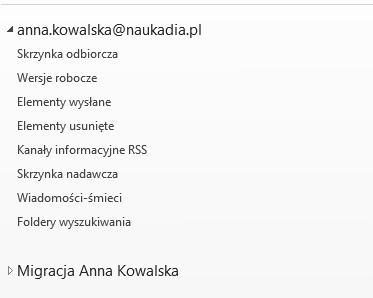 anna.kowalska@naukadia.pl
Skrzynka odbiorcza
Wersje robocze
Elementy wysłane
Elementy usunięte
Kanały informacyjne RSS
Skrzynka nadawcza
Wiadomości-śmieci
Foldery wyszukiwania
Migracja Anna Kowalska